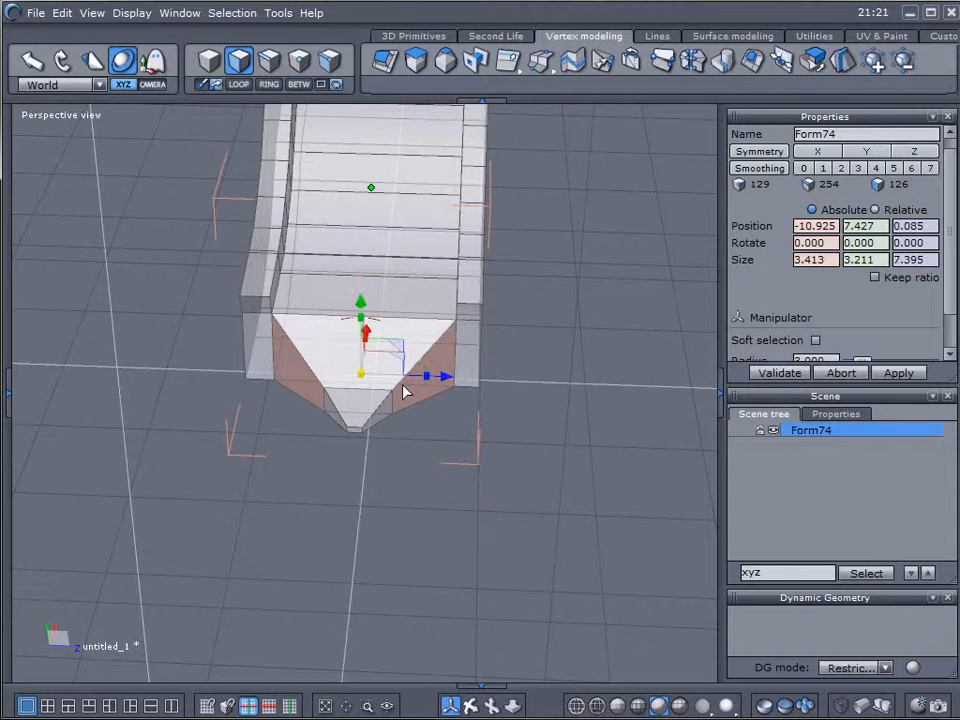 File Edit View Display Window Selection Tools Help 21:21
3D Primitives Second Life Vertex modeling Lines Surface modeling Utilities UV & Paint Custo
World XYZ CAMERA LOOP RING BETW
Perspective view
Properties
Name Form74
Symmetry X Y Z
Smoothing 0 1 2 3 4 5 6 7
129 254 126
Absolute Relative
Position -10.925 7.427 0.085
Rotate 0.000 0.000 0.000
Size 3.413 3.211 7.395
Keep ratio
Manipulator
Soft selection
Radius 3.000
Validate Abort Apply
Scene
Scene tree Properties
Form74
xyz Select
Dynamic Geometry
DG mode: Restric...
Y X Z untitled_1 *